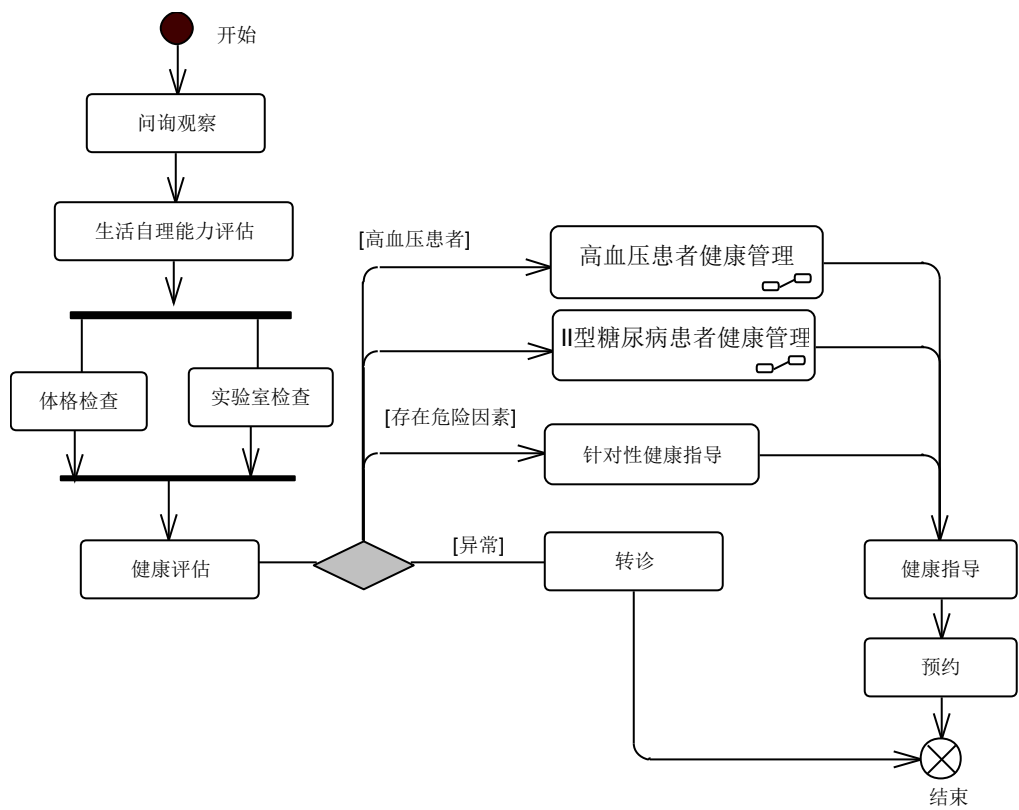 开始
问询观察
生活自理能力评估
体格检查
实验室检查
健康评估
[高血压患者]
高血压患者健康管理
II型糖尿病患者健康管理
[存在危险因素]
针对性健康指导
[异常]
转诊
健康指导
预约
结束